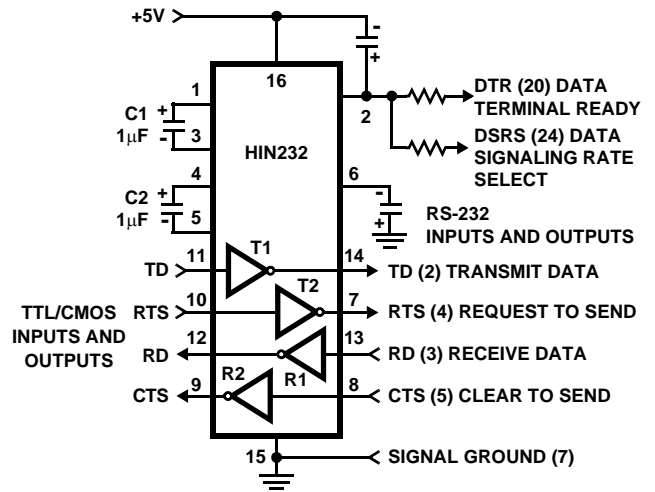 +5V
-
+
16
1
C1 +
1µF -
3
HIN232
2
DTR (20) DATA
TERMINAL READY
DSRS (24) DATA
SIGNALING RATE
SELECT
4
C2 +
1µF -
5
6
-
+
RS-232
INPUTS AND OUTPUTS
TD 11 T1 14 TD (2) TRANSMIT DATA
RTS 10 T2 7 RTS (4) REQUEST TO SEND
TTL/CMOS
INPUTS AND
OUTPUTS
RD 12 R1 13 RD (3) RECEIVE DATA
CTS 9 R2 8 CTS (5) CLEAR TO SEND
15 SIGNAL GROUND (7)